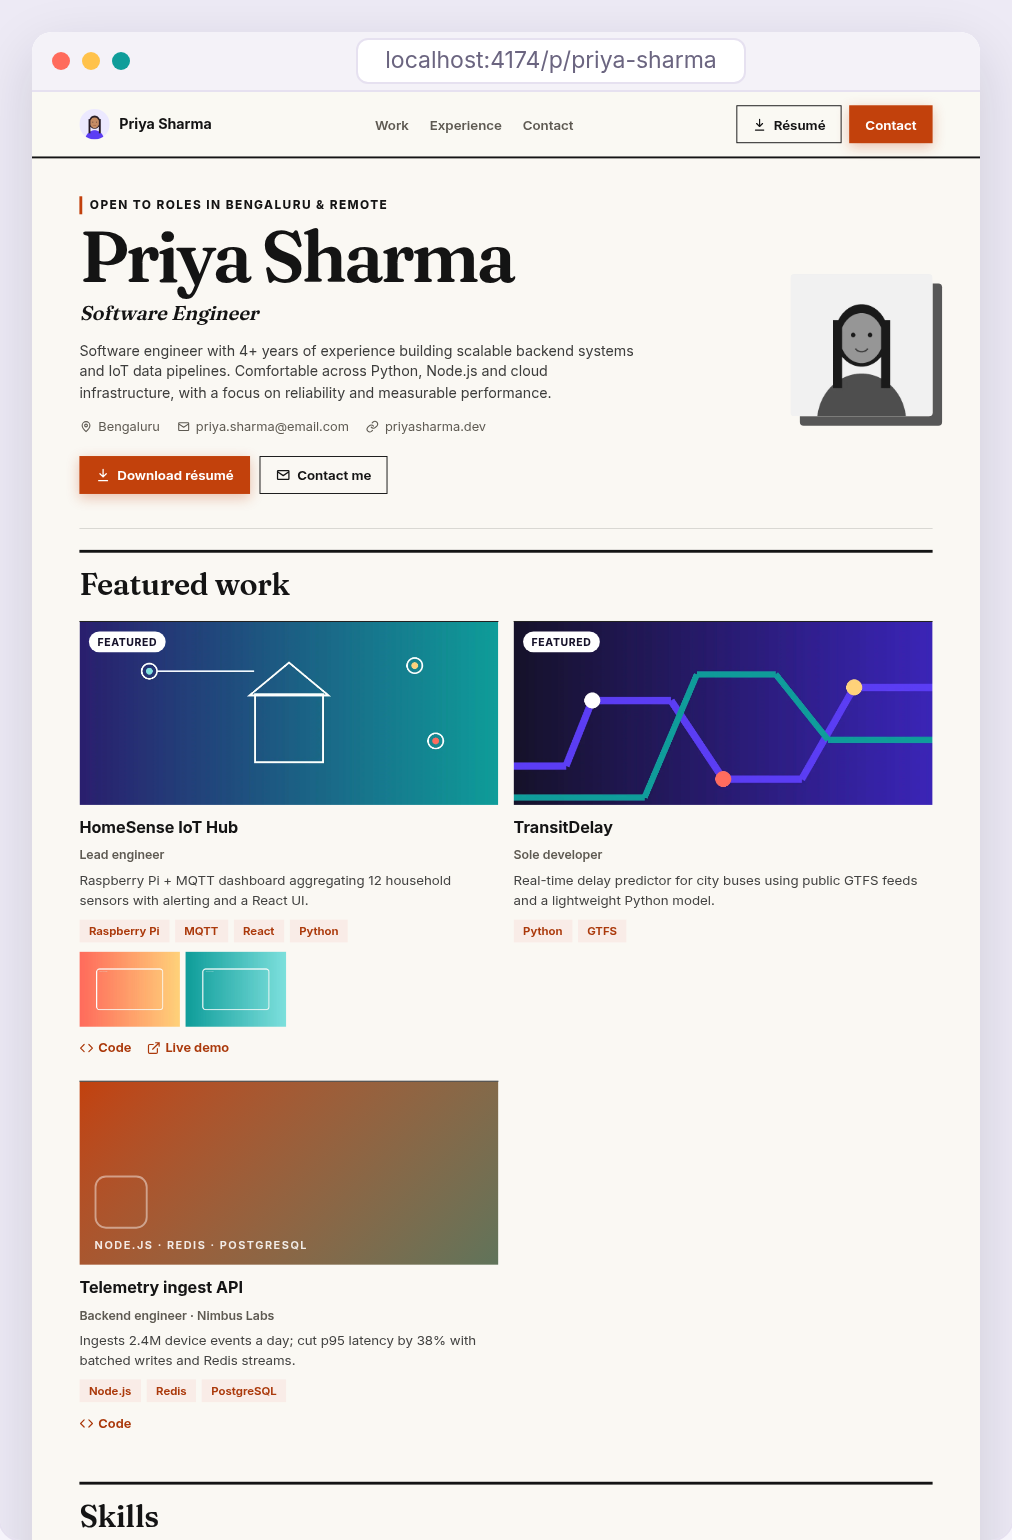 localhost:4174/p/priya-sharma
Priya Sharma
Work
Experience
Contact
Résumé
Contact
OPEN TO ROLES IN BENGALURU & REMOTE
Priya Sharma
Software Engineer
Software engineer with 4+ years of experience building scalable backend systems
and IoT data pipelines. Comfortable across Python, Node.js and cloud
infrastructure, with a focus on reliability and measurable performance.
Bengaluru
priya.sharma@email.com
priyasharma.dev
Download résumé
Contact me
Featured work
FEATURED
HomeSense IoT Hub
Lead engineer
Raspberry Pi + MQTT dashboard aggregating 12 household
sensors with alerting and a React UI.
Raspberry Pi
MQTT
React
Python
Code
Live demo
FEATURED
TransitDelay
Sole developer
Real-time delay predictor for city buses using public GTFS feeds
and a lightweight Python model.
Python
GTFS
NODE.JS · REDIS · POSTGRESQL
Telemetry ingest API
Backend engineer · Nimbus Labs
Ingests 2.4M device events a day; cut p95 latency by 38% with
batched writes and Redis streams.
Node.js
Redis
PostgreSQL
Code
Skills